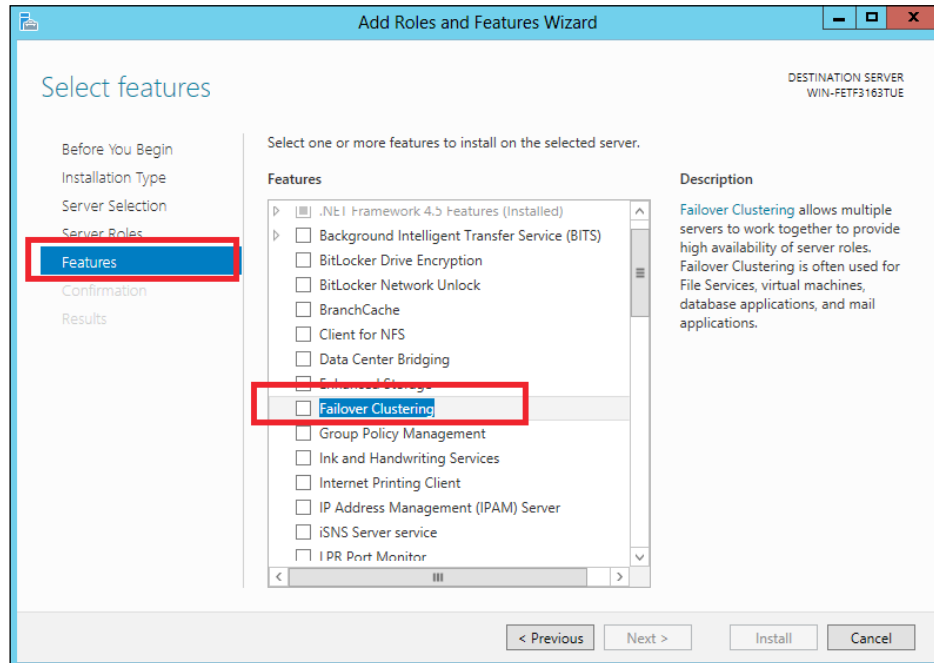 Add Roles and Features Wizard
Select features
DESTINATION SERVER
WIN-FETF3163TUE
Before You Begin
Installation Type
Server Selection
Server Roles
Features
Confirmation
Results
Select one or more features to install on the selected server.
Features
.NET Framework 4.5 Features (Installed)
Background Intelligent Transfer Service (BITS)
BitLocker Drive Encryption
BitLocker Network Unlock
BranchCache
Client for NFS
Data Center Bridging
Enhanced Storage
Failover Clustering
Group Policy Management
Ink and Handwriting Services
Internet Printing Client
IP Address Management (IPAM) Server
iSNS Server service
LPR Port Monitor
Description
Failover Clustering allows multiple
servers to work together to provide
high availability of server roles.
Failover Clustering is often used for
File Services, virtual machines,
database applications, and mail
applications.
< Previous
Next >
Install
Cancel